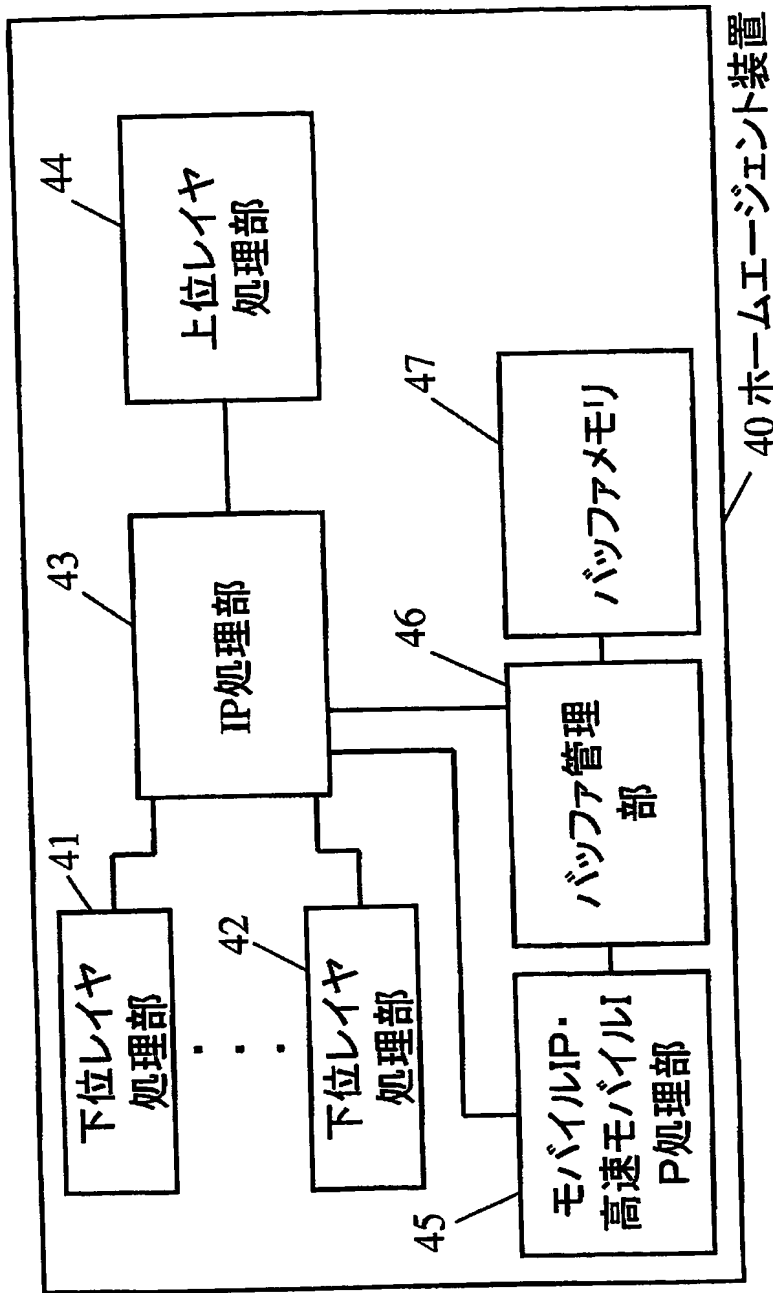 41
下位レイヤ
処理部
・・・
42
下位レイヤ
処理部
43
IP処理部
44
上位レイヤ
処理部
45
モバイルIP・
高速モバイルI
P処理部
46
バッファ管理
部
47
バッファメモリ
40 ホームエージェント装置